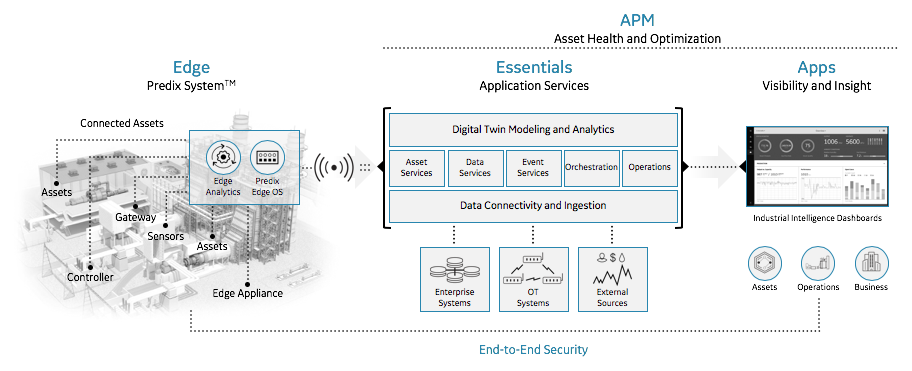 APM
Asset Health and Optimization
Edge
Predix System™
Essentials
Application Services
Apps
Visibility and Insight
Connected Assets
Edge
Analytics
Predix
Edge OS
Assets
Gateway
Sensors
Assets
Controller
Edge Appliance
Digital Twin Modeling and Analytics
Asset
Services
Data
Services
Event
Services
Orchestration
Operations
Data Connectivity and Ingestion
Enterprise
Systems
OT
Systems
External
Sources
1006
5600
75
Industrial Intelligence Dashboards
Assets
Operations
Business
End-to-End Security